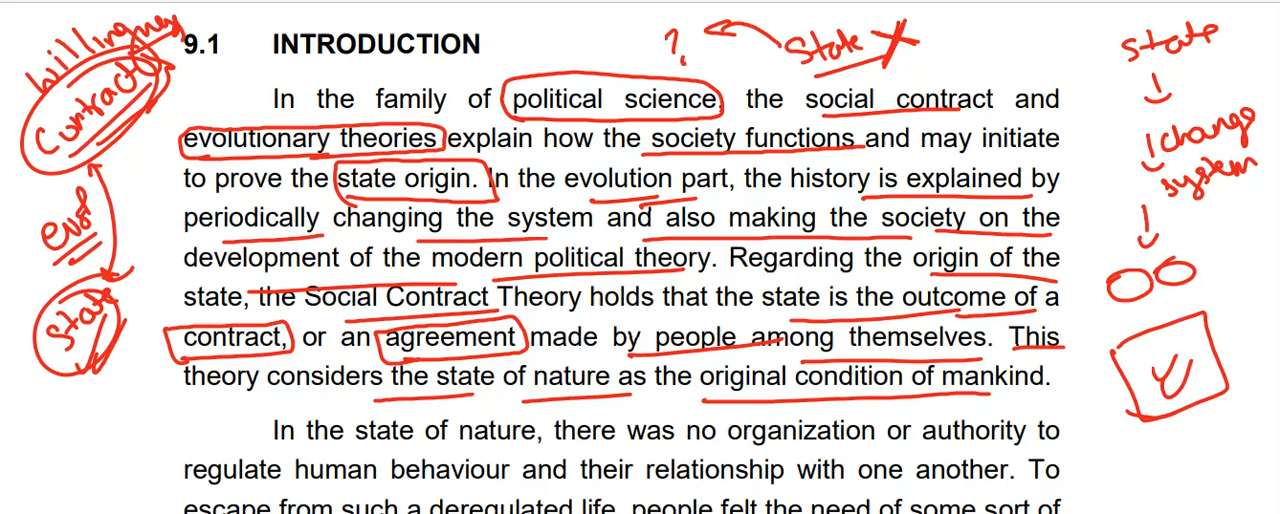 9.1 INTRODUCTION
In the family of political science, the social contract and
evolutionary theories explain how the society functions and may initiate
to prove the state origin. In the evolution part, the history is explained by
periodically changing the system and also making the society on the
development of the modern political theory. Regarding the origin of the
state, the Social Contract Theory holds that the state is the outcome of a
contract, or an agreement made by people among themselves. This
theory considers the state of nature as the original condition of mankind.
In the state of nature, there was no organization or authority to
regulate human behaviour and their relationship with one another. To
escape from such a deregulated life, people felt the need of some sort of
willingness
Contract
evol
State
?
State
State
change
system